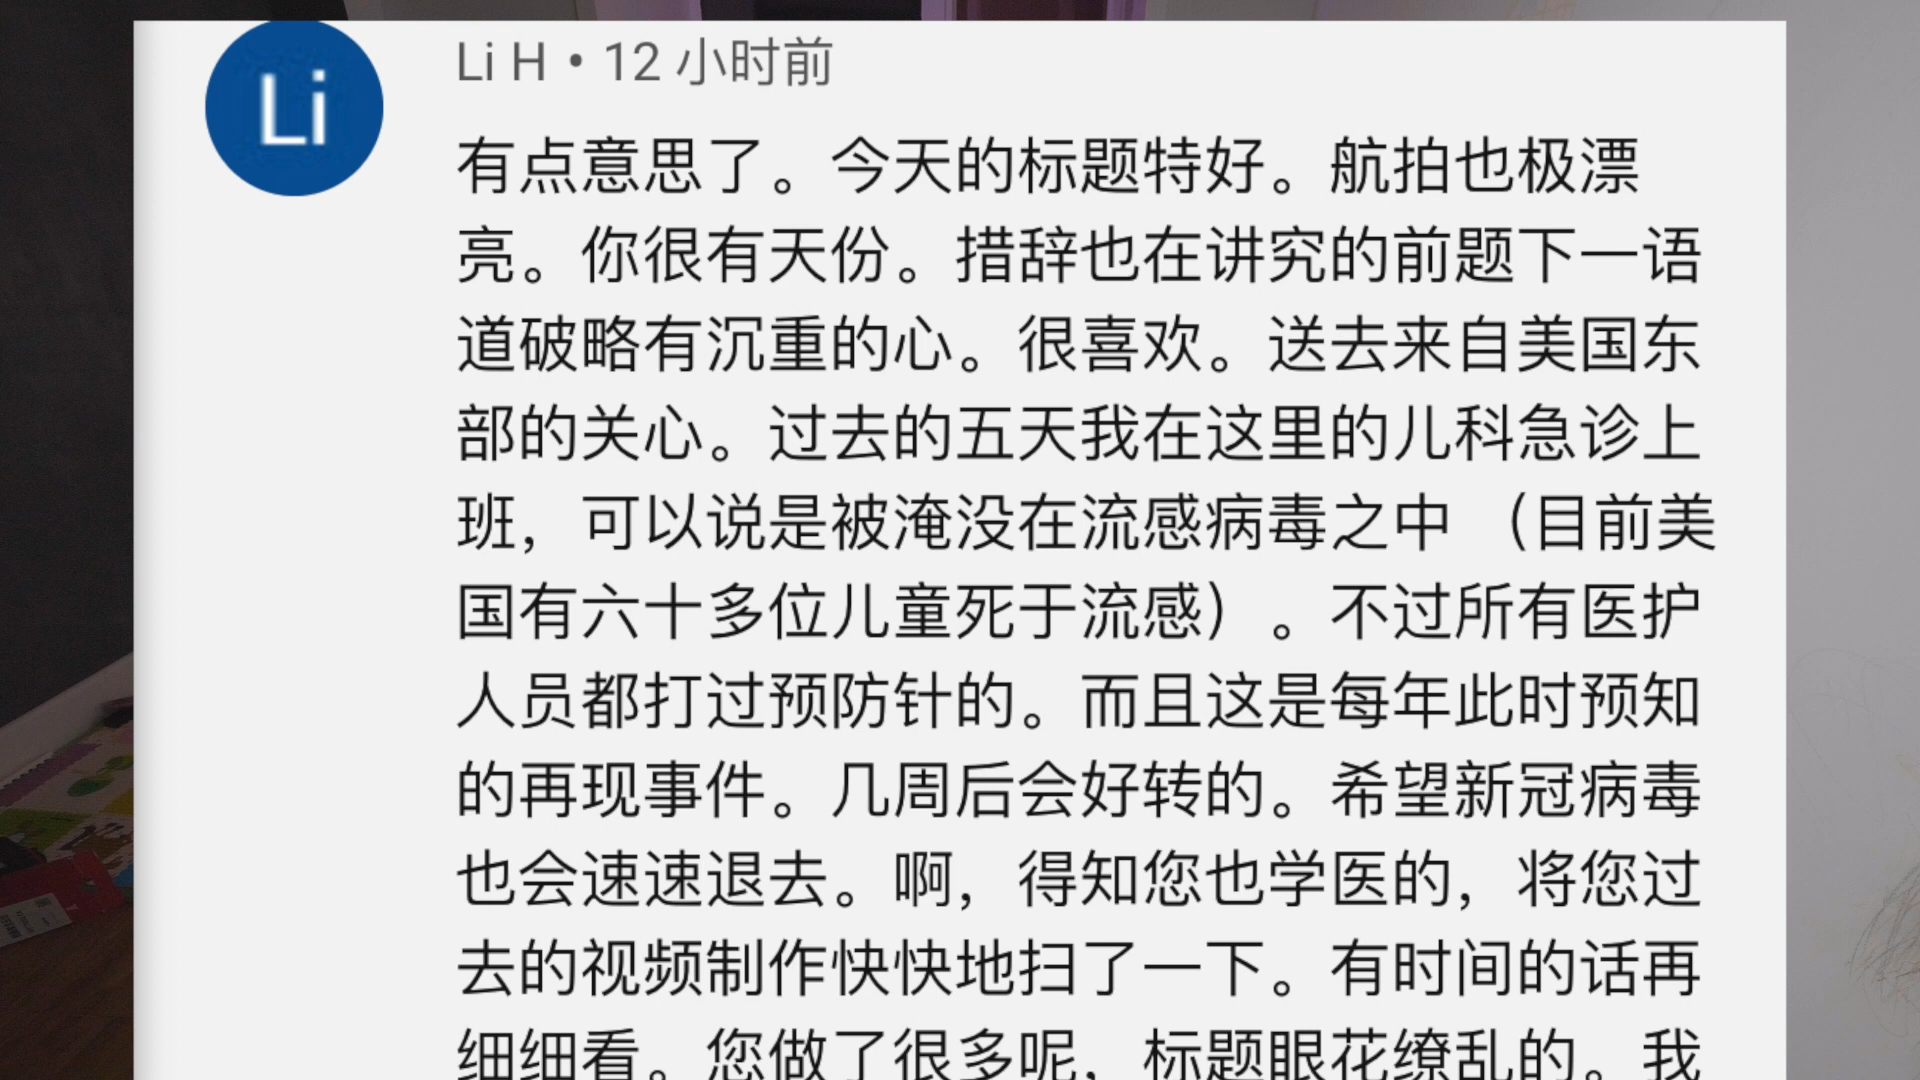 Li
Li H • 12 小时前
有点意思了。今天的标题特好。航拍也极漂
亮。你很有天份。措辞也在讲究的前题下一语
道破略有沉重的心。很喜欢。送去来自美国东
部的关心。过去的五天我在这里的儿科急诊上
班，可以说是被淹没在流感病毒之中 （目前美
国有六十多位儿童死于流感）。不过所有医护
人员都打过预防针的。而且这是每年此时预知
的再现事件。几周后会好转的。希望新冠病毒
也会速速退去。啊，得知您也学医的，将您过
去的视频制作快快地扫了一下。有时间的话再
细细看。您做了很多呢，标题眼花缭乱的。我